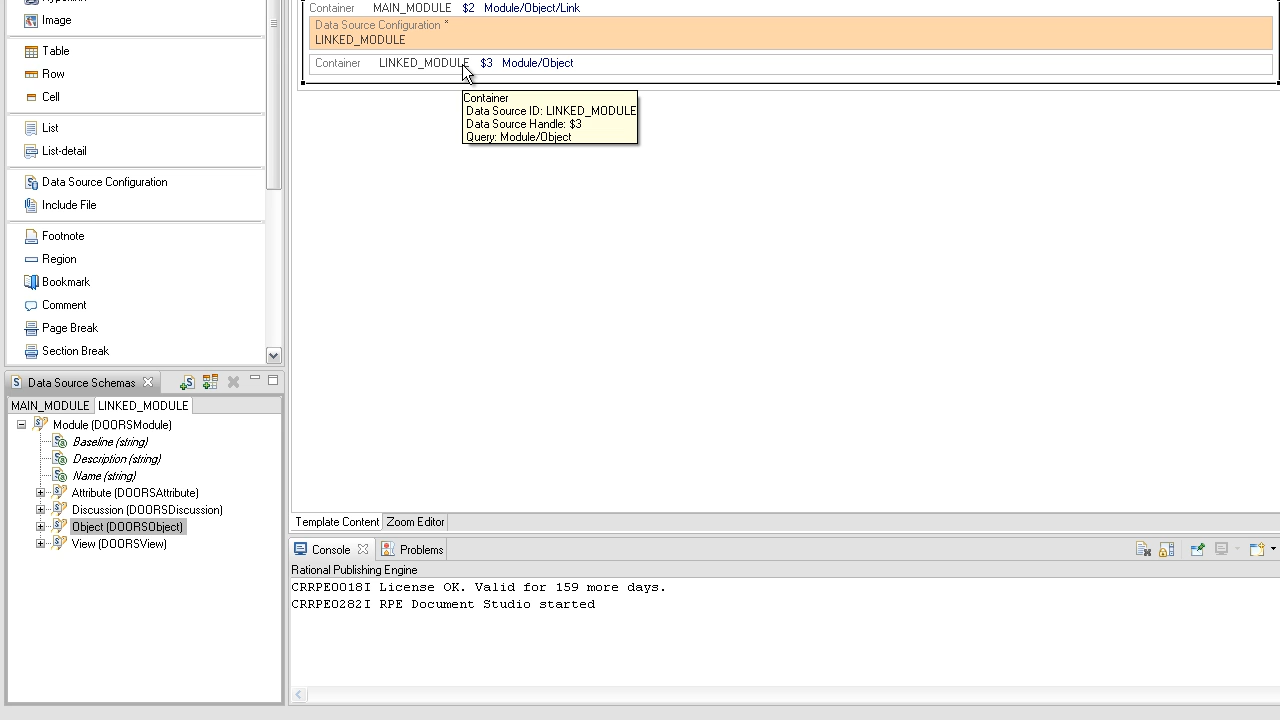 Image
Table
Row
Cell
List
List-detail
Data Source Configuration
Include File
Footnote
Region
Bookmark
Comment
Page Break
Section Break
Container MAIN_MODULE $2 Module/Object/Link
Data Source Configuration *
LINKED_MODULE
Container LINKED_MODULE $3 Module/Object
Container
Data Source ID: LINKED_MODULE
Data Source Handle: $3
Query: Module/Object
Data Source Schemas
MAIN_MODULE LINKED_MODULE
Module (DOORSModule)
Baseline (string)
Description (string)
Name (string)
Attribute (DOORSAttribute)
Discussion (DOORSDiscussion)
Object (DOORSObject)
View (DOORSView)
Template Content Zoom Editor
Console Problems
Rational Publishing Engine
CRRPE0018I License OK. Valid for 159 more days.
CRRPE0282I RPE Document Studio started